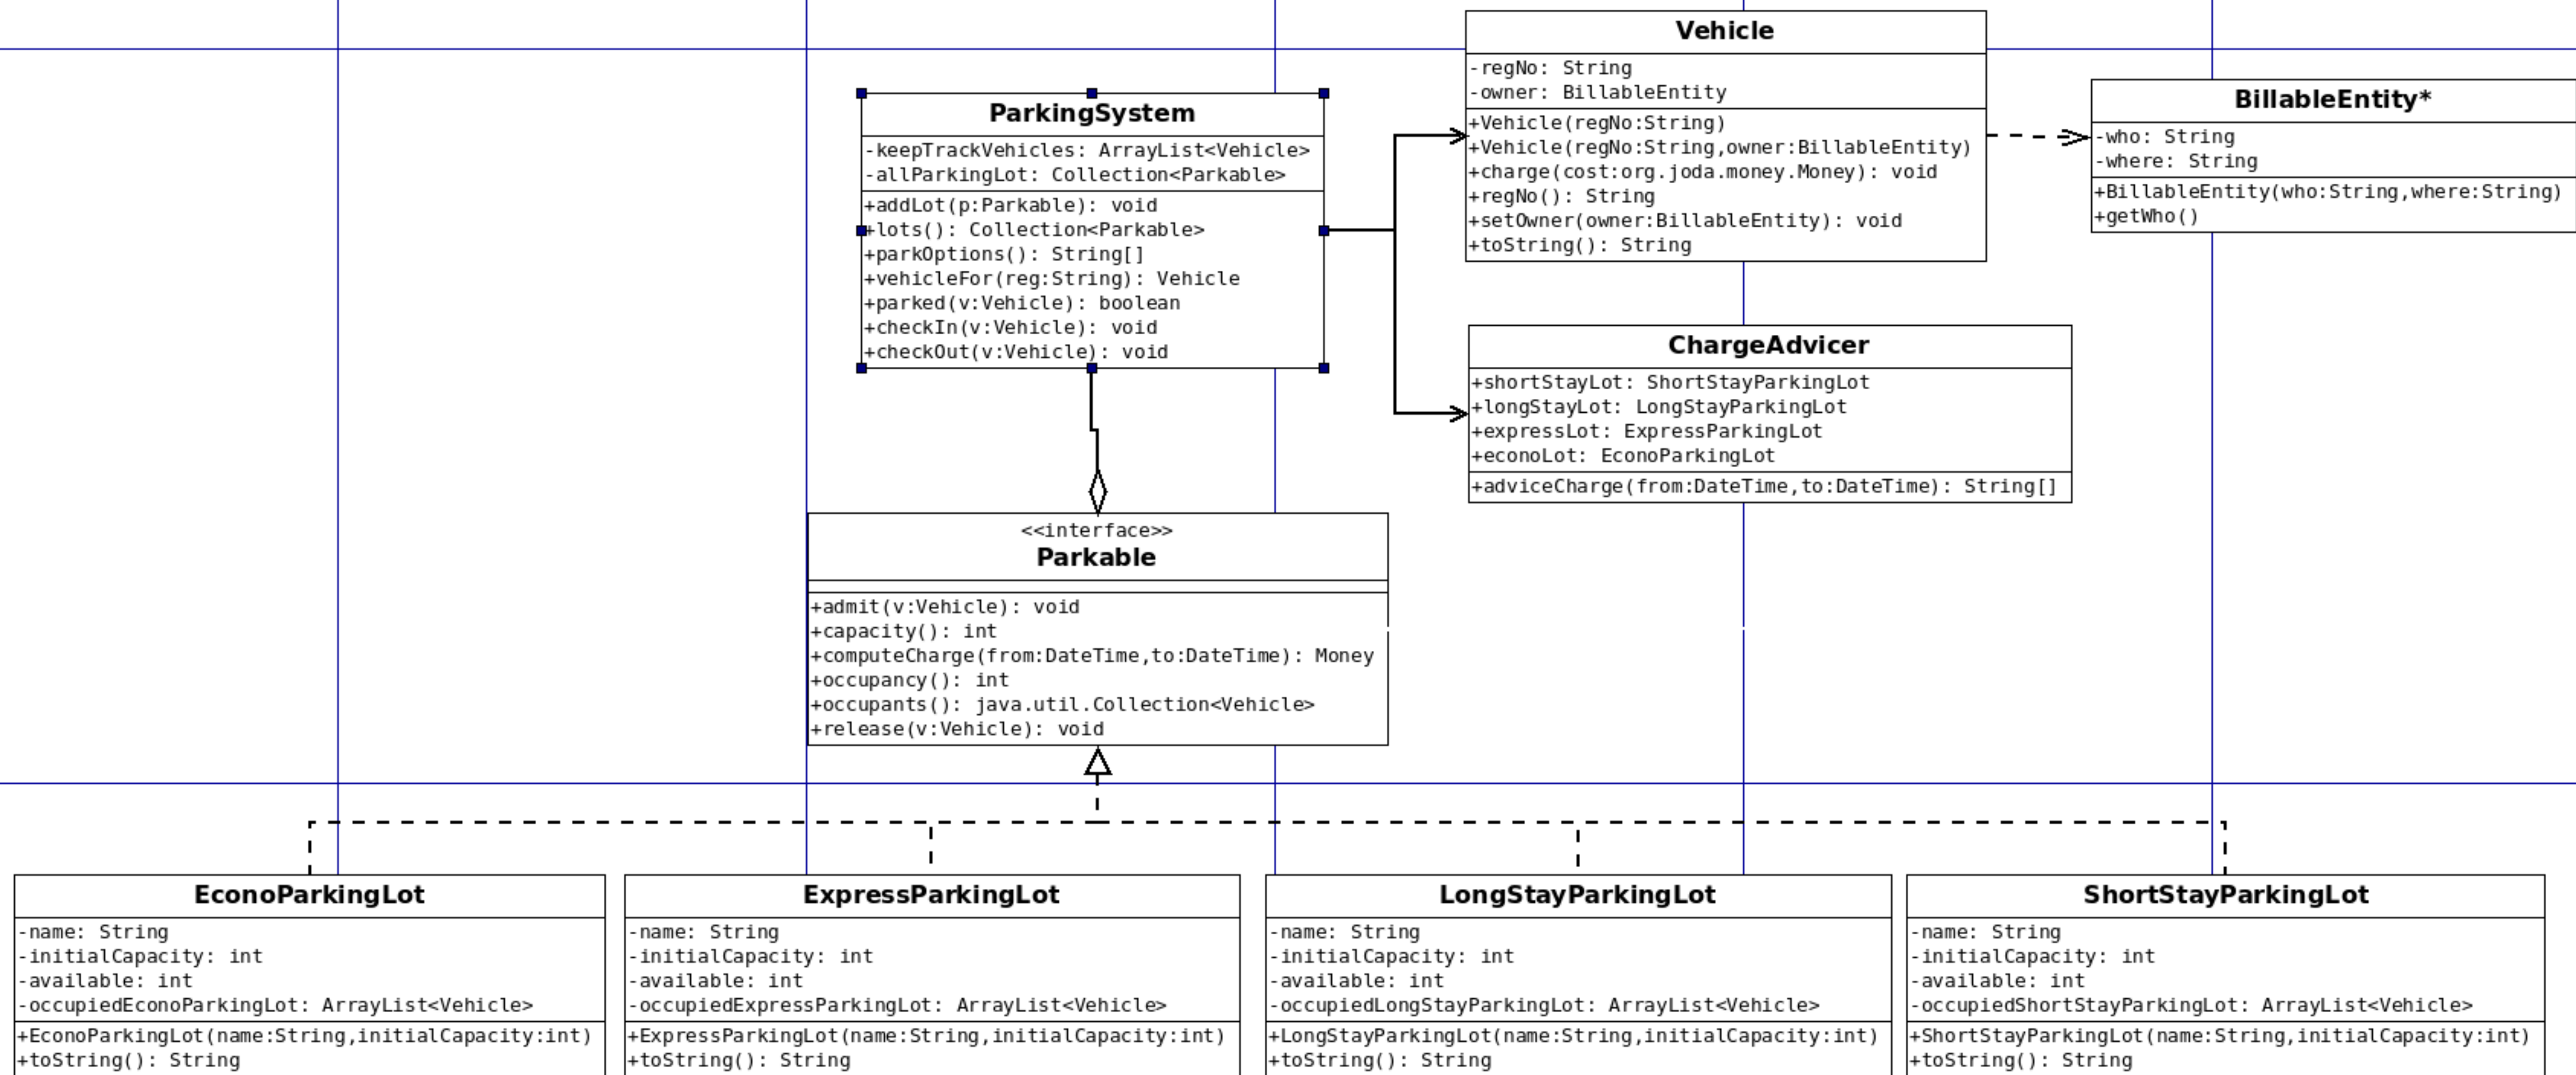 Vehicle
-regNo: String
-owner: BillableEntity
+Vehicle(regNo:String)
+Vehicle(regNo:String,owner:BillableEntity)
+charge(cost:org.joda.money.Money): void
+regNo(): String
+setOwner(owner:BillableEntity): void
+toString(): String
BillableEntity*
-who: String
-where: String
+BillableEntity(who:String,where:String)
+getWho()
ParkingSystem
-keepTrackVehicles: ArrayList<Vehicle>
-allParkingLot: Collection<Parkable>
+addLot(p:Parkable): void
+lots(): Collection<Parkable>
+parkOptions(): String[]
+vehicleFor(reg:String): Vehicle
+parked(v:Vehicle): boolean
+checkIn(v:Vehicle): void
+checkOut(v:Vehicle): void
ChargeAdvicer
+shortStayLot: ShortStayParkingLot
+longStayLot: LongStayParkingLot
+expressLot: ExpressParkingLot
+econoLot: EconoParkingLot
+adviceCharge(from:DateTime,to:DateTime): String[]
<<interface>>
Parkable
+admit(v:Vehicle): void
+capacity(): int
+computeCharge(from:DateTime,to:DateTime): Money
+occupancy(): int
+occupants(): java.util.Collection<Vehicle>
+release(v:Vehicle): void
EconoParkingLot
-name: String
-initialCapacity: int
-available: int
-occupiedEconoParkingLot: ArrayList<Vehicle>
+EconoParkingLot(name:String,initialCapacity:int)
+toString(): String
ExpressParkingLot
-name: String
-initialCapacity: int
-available: int
-occupiedExpressParkingLot: ArrayList<Vehicle>
+ExpressParkingLot(name:String,initialCapacity:int)
+toString(): String
LongStayParkingLot
-name: String
-initialCapacity: int
-available: int
-occupiedLongStayParkingLot: ArrayList<Vehicle>
+LongStayParkingLot(name:String,initialCapacity:int)
+toString(): String
ShortStayParkingLot
-name: String
-initialCapacity: int
-available: int
-occupiedShortStayParkingLot: ArrayList<Vehicle>
+ShortStayParkingLot(name:String,initialCapacity:int)
+toString(): String